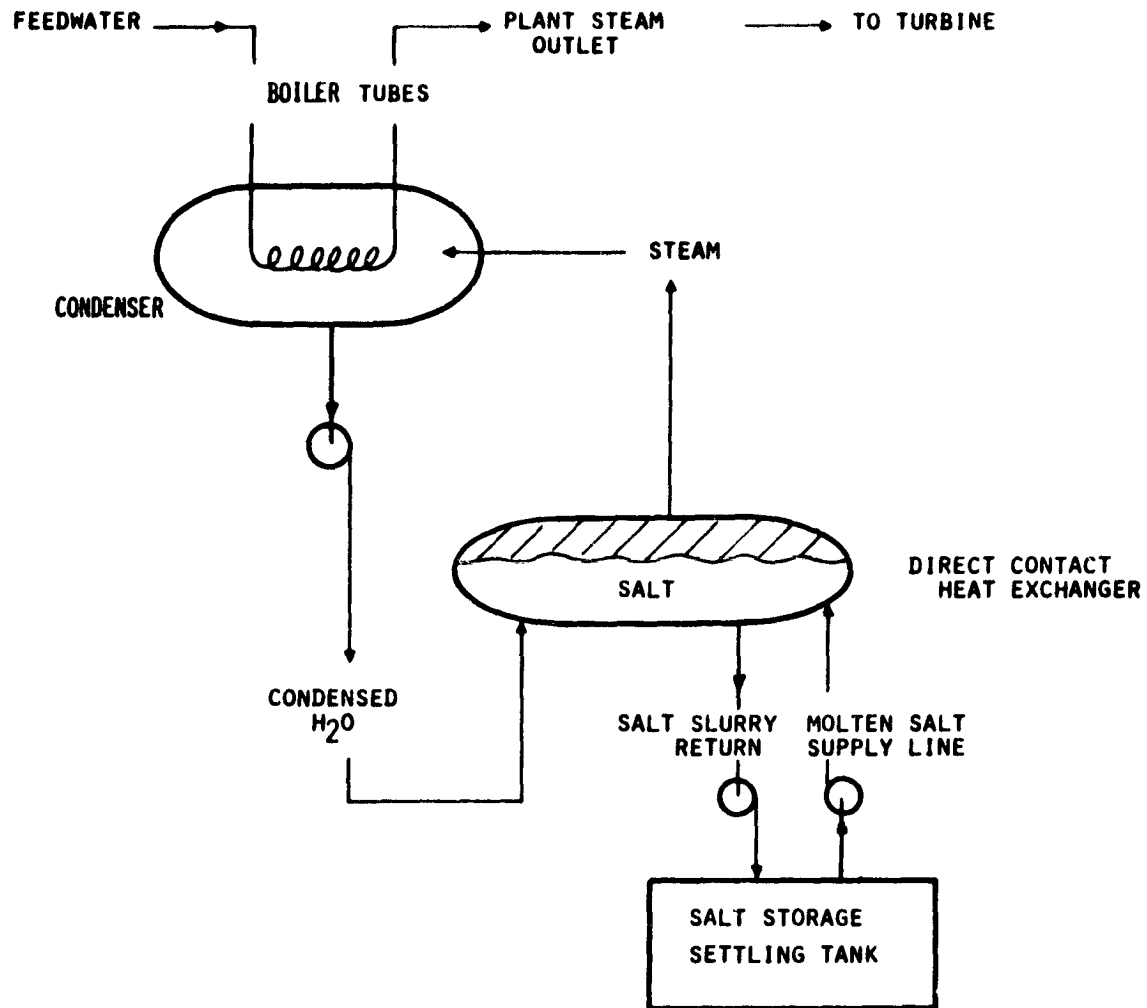 FEEDWATER
PLANT STEAM
OUTLET
TO TURBINE
BOILER TUBES
STEAM
CONDENSER
DIRECT CONTACT
HEAT EXCHANGER
SALT
CONDENSED
H2O
SALT SLURRY
RETURN
MOLTEN SALT
SUPPLY LINE
SALT STORAGE
SETTLING TANK